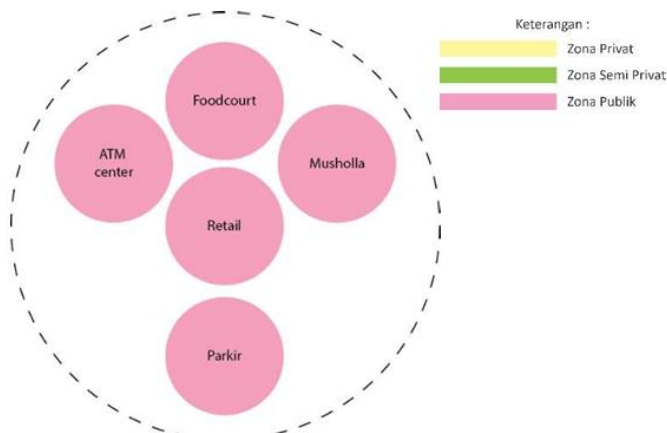 Keterangan :
Zona Privat
Zona Semi Privat
Zona Publik
Foodcourt
ATM
center
Musholla
Retail
Parkir